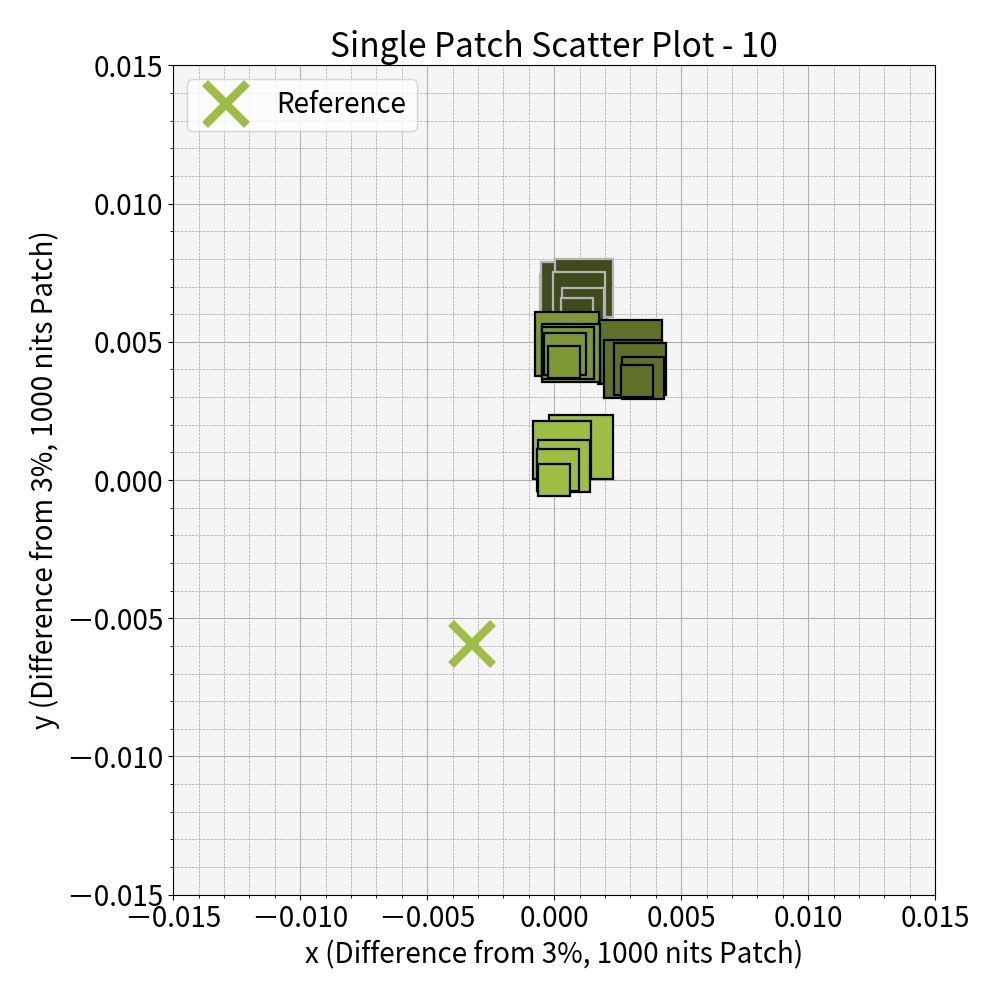 Single Patch Scatter Plot - 10
Reference
0.015
0.010
0.005
0.000
−0.005
−0.010
−0.015
y (Difference from 3%, 1000 nits Patch)
−0.015 −0.010 −0.005 0.000 0.005 0.010 0.015
x (Difference from 3%, 1000 nits Patch)